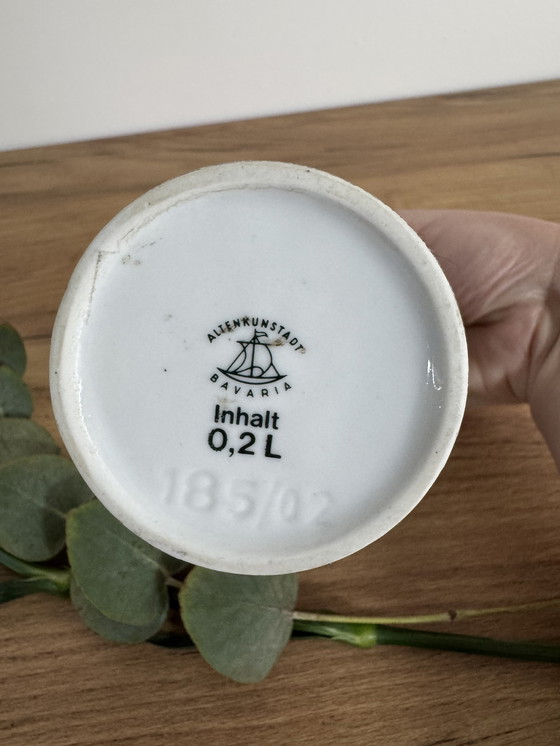 ALTENKUNSTADT
BAVARIA
Inhalt
0,2 L
185/02